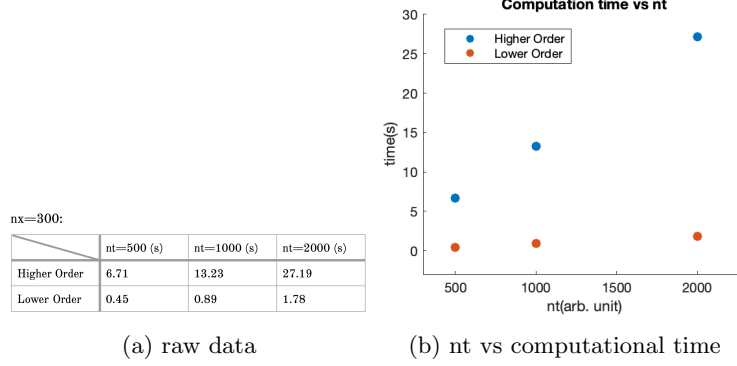 nx=300:
nt=500 (s) nt=1000 (s) nt=2000 (s)
Higher Order 6.71 13.23 27.19
Lower Order 0.45 0.89 1.78
(a) raw data
Computation time vs nt
Higher Order
Lower Order
30
25
20
15
10
5
0
time(s)
500 1000 1500 2000
nt(arb. unit)
(b) nt vs computational time